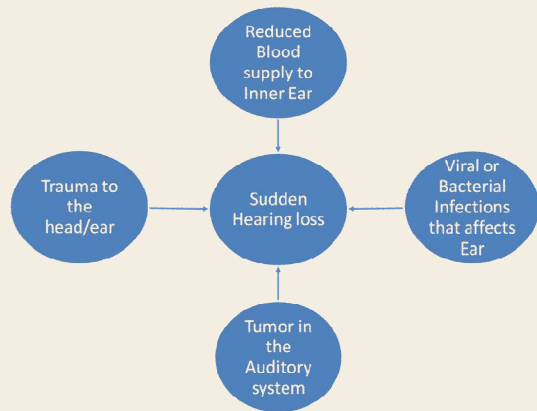 Reduced
Blood
supply to
Inner Ear
Trauma to
the
head/ear
Sudden
Hearing loss
Viral or
Bacterial
Infections
that affects
Ear
Tumor in
the
Auditory
system